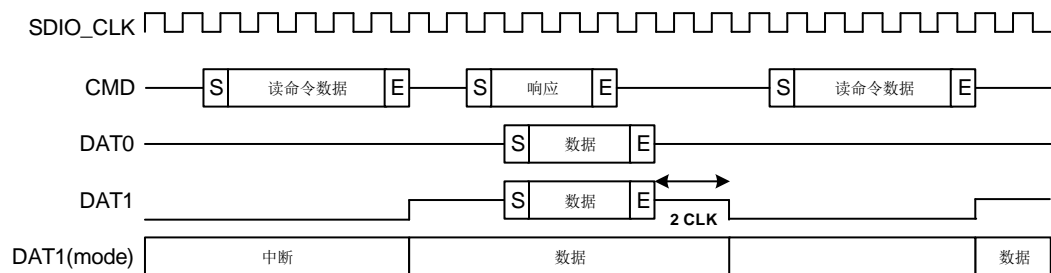 SDIO_CLK
CMD S 读命令数据 E S 响应 E S 读命令数据 E
DAT0 S 数据 E
DAT1 S 数据 E
2 CLK
DAT1(mode) 中断 数据 数据